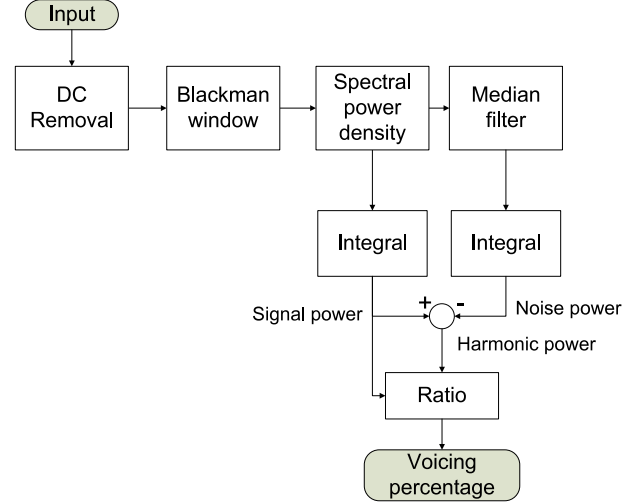 Input
DC
Removal
Blackman
window
Spectral
power
density
Median
filter
Integral
Integral
+
-
Signal power
Noise power
Harmonic power
Ratio
Voicing
percentage